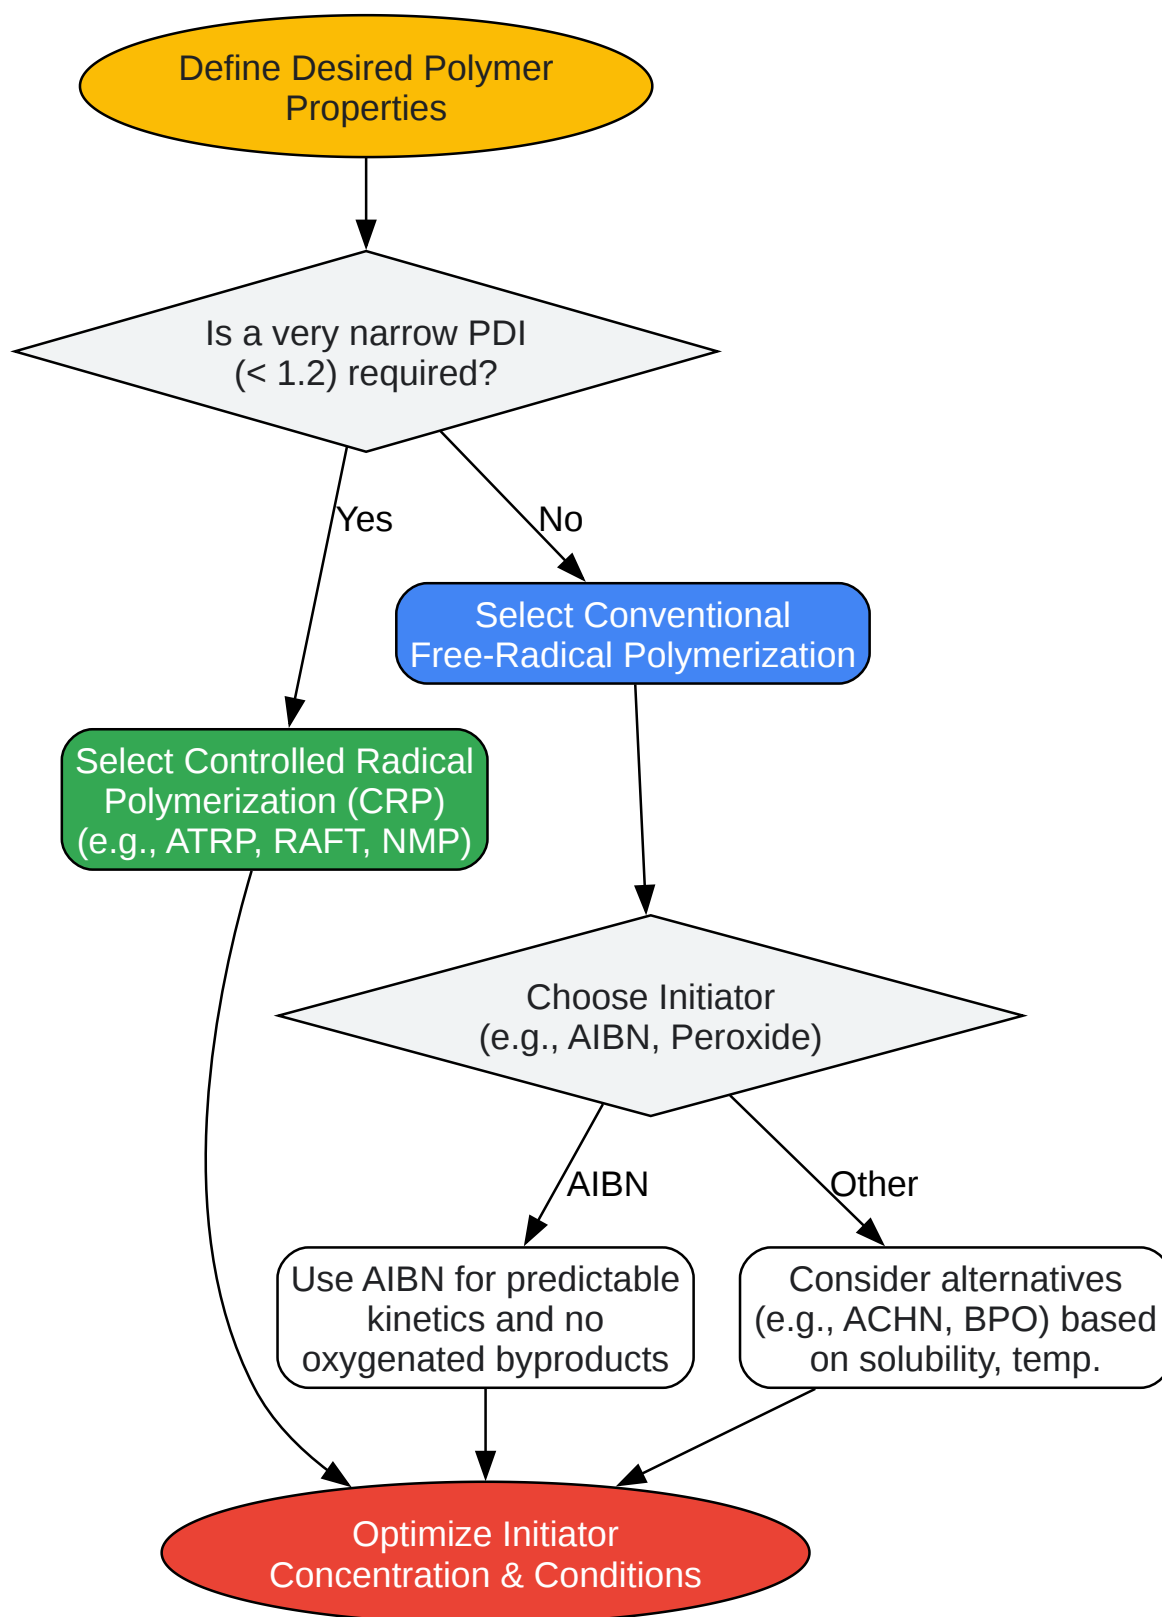 Define Desired Polymer
Properties
Is a very narrow PDI
(< 1.2) required?
Yes
No
Select Conventional
Free-Radical Polymerization
Select Controlled Radical
Polymerization (CRP)
(e.g., ATRP, RAFT, NMP)
Choose Initiator
(e.g., AIBN, Peroxide)
AIBN
Other
Use AIBN for predictable
kinetics and no
oxygenated byproducts
Consider alternatives
(e.g., ACHN, BPO) based
on solubility, temp.
Optimize Initiator
Concentration & Conditions